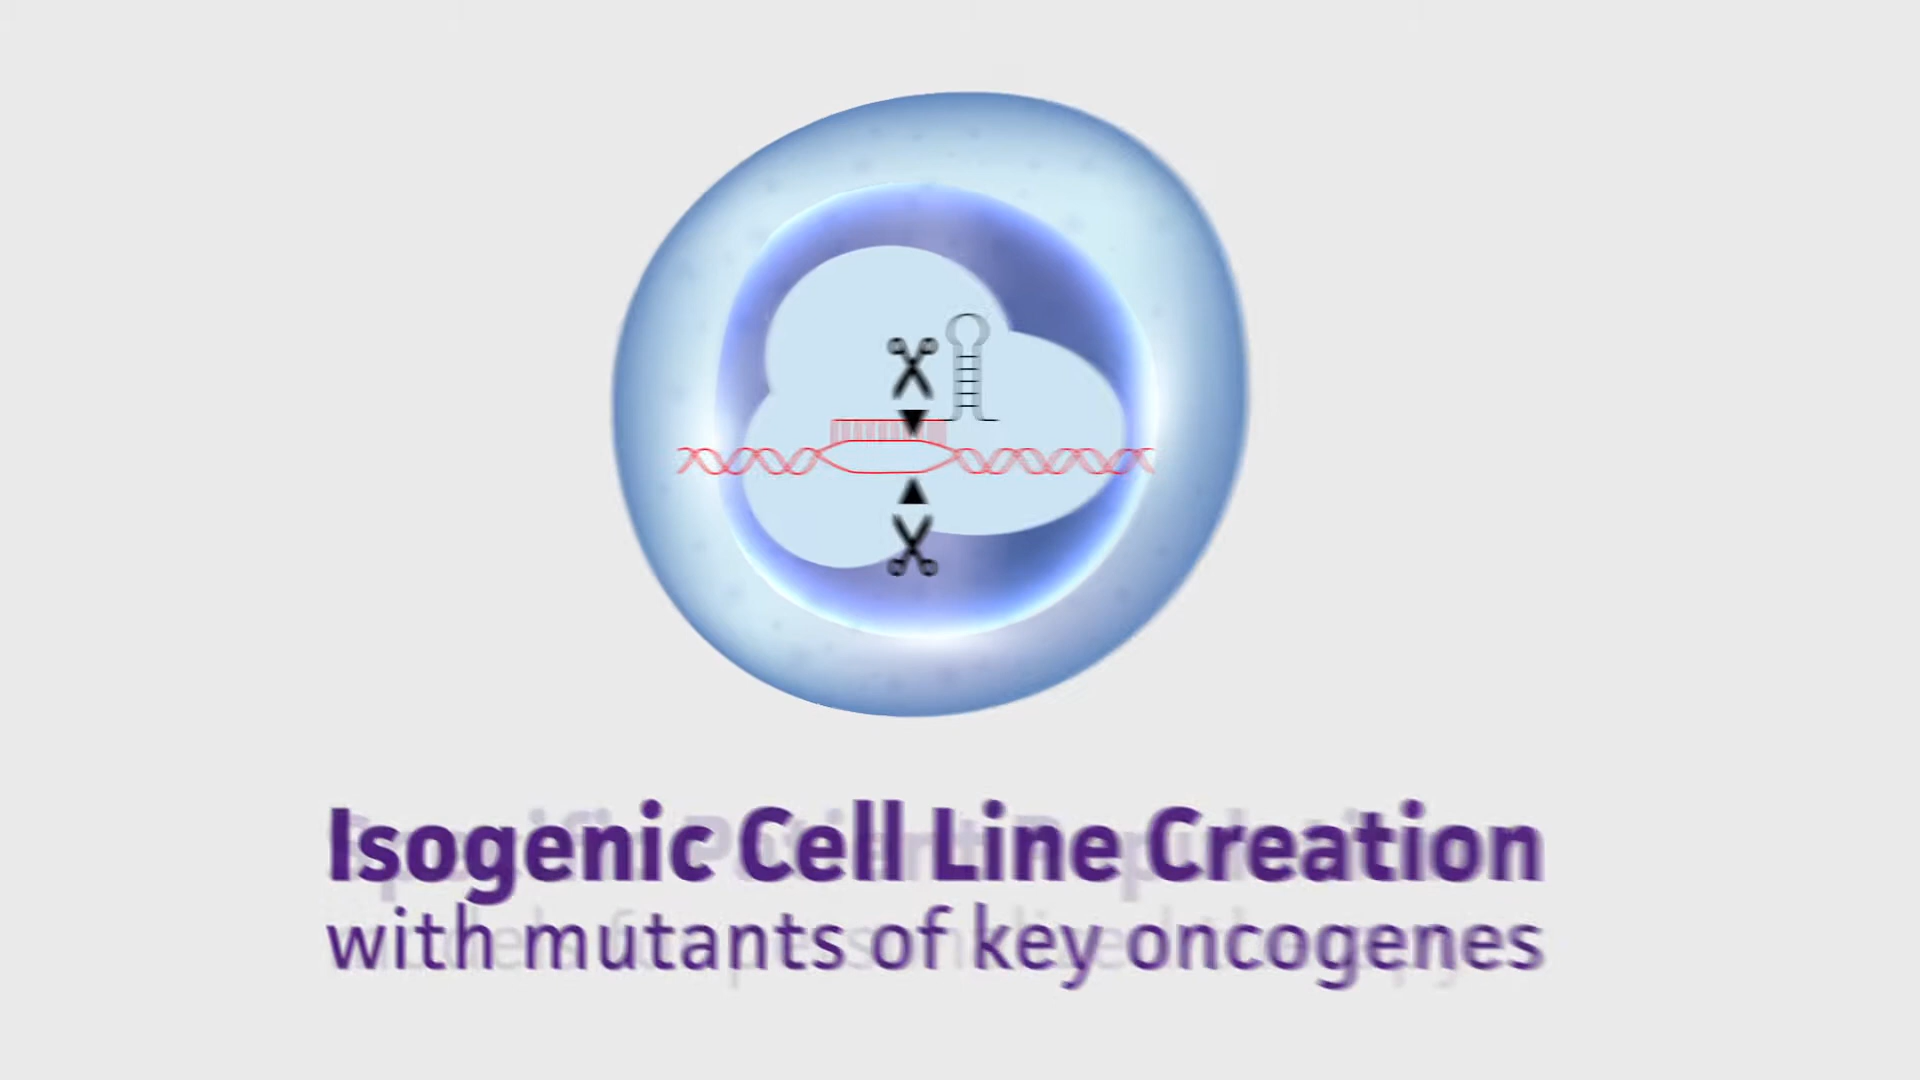 Isogenic Cell Line Creation
with mutants of key oncogenes